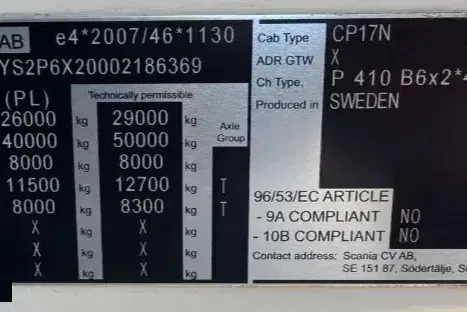 AB e4*2007/46*1130
YS2P6X20002186369
(PL) Technically permissible
26000 kg 29000 kg Axle
40000 kg 50000 kg Group
8000 kg 8000 kg
11500 kg 12700 kg T
8000 kg 8300 kg T
X kg X kg
X kg X kg
X kg X kg
Cab Type CP17N
ADR GTW X
Ch Type. P 410 B6x2*4
Produced in SWEDEN
96/53/EC ARTICLE
- 9A COMPLIANT NO
- 10B COMPLIANT NO
Contact address: Scania CV AB,
SE 151 87, Södertälje,